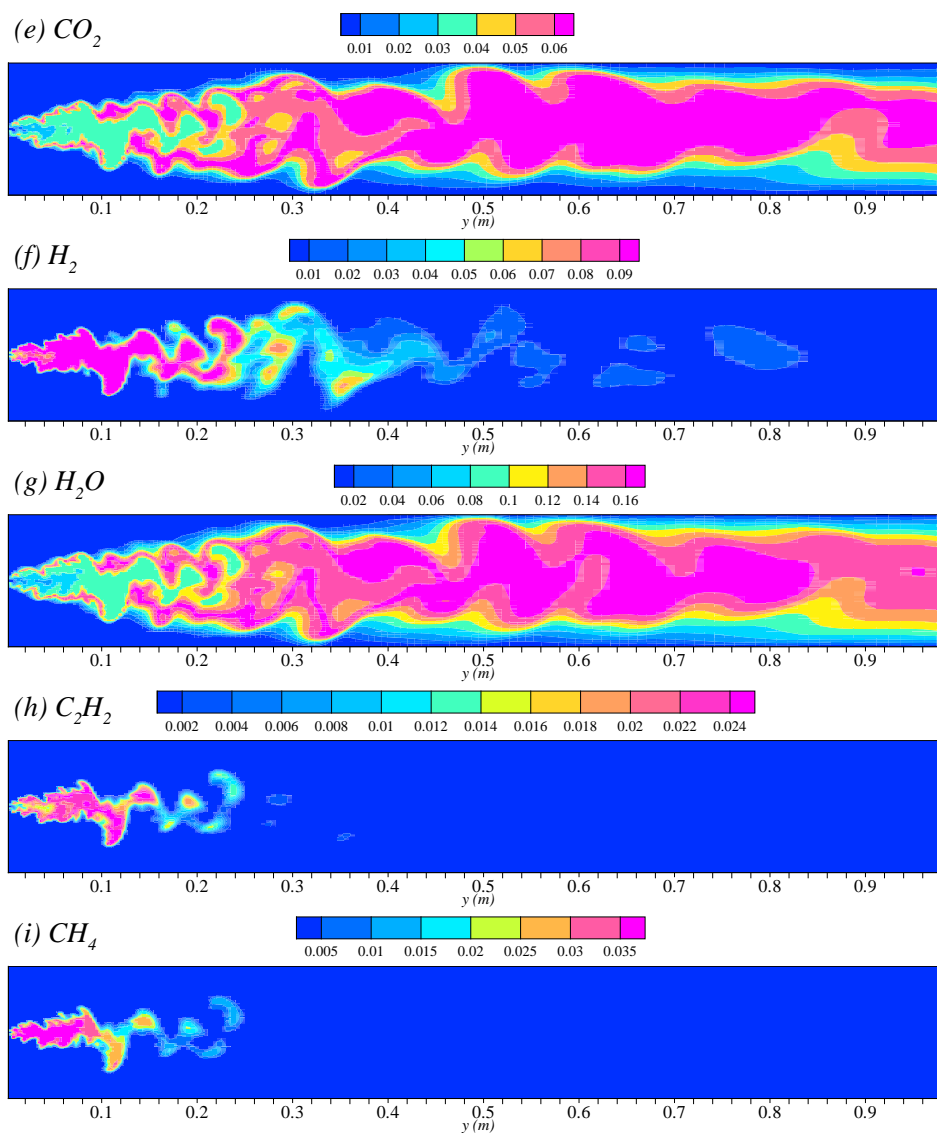 (e) CO2
0.01 0.02 0.03 0.04 0.05 0.06
0.1 0.2 0.3 0.4 0.5 0.6 0.7 0.8 0.9
y (m)
(f) H2
0.01 0.02 0.03 0.04 0.05 0.06 0.07 0.08 0.09
0.1 0.2 0.3 0.4 0.5 0.6 0.7 0.8 0.9
y (m)
(g) H2O
0.02 0.04 0.06 0.08 0.1 0.12 0.14 0.16
0.1 0.2 0.3 0.4 0.5 0.6 0.7 0.8 0.9
y (m)
(h) C2H2
0.002 0.004 0.006 0.008 0.01 0.012 0.014 0.016 0.018 0.02 0.022 0.024
0.1 0.2 0.3 0.4 0.5 0.6 0.7 0.8 0.9
y (m)
(i) CH4
0.005 0.01 0.015 0.02 0.025 0.03 0.035
0.1 0.2 0.3 0.4 0.5 0.6 0.7 0.8 0.9
y (m)